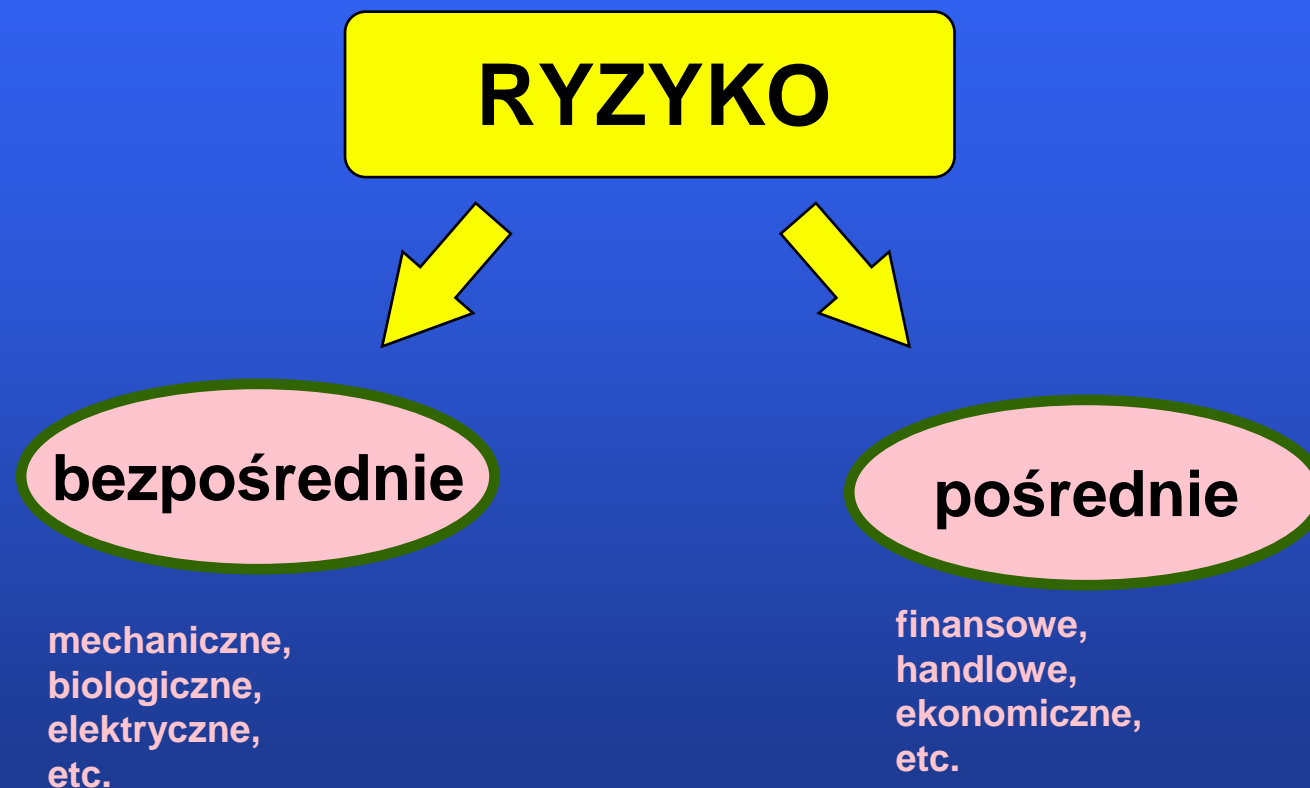 RYZYKO
bezpośrednie
pośrednie
mechaniczne,
biologiczne,
elektryczne,
etc.
finansowe,
handlowe,
ekonomiczne,
etc.